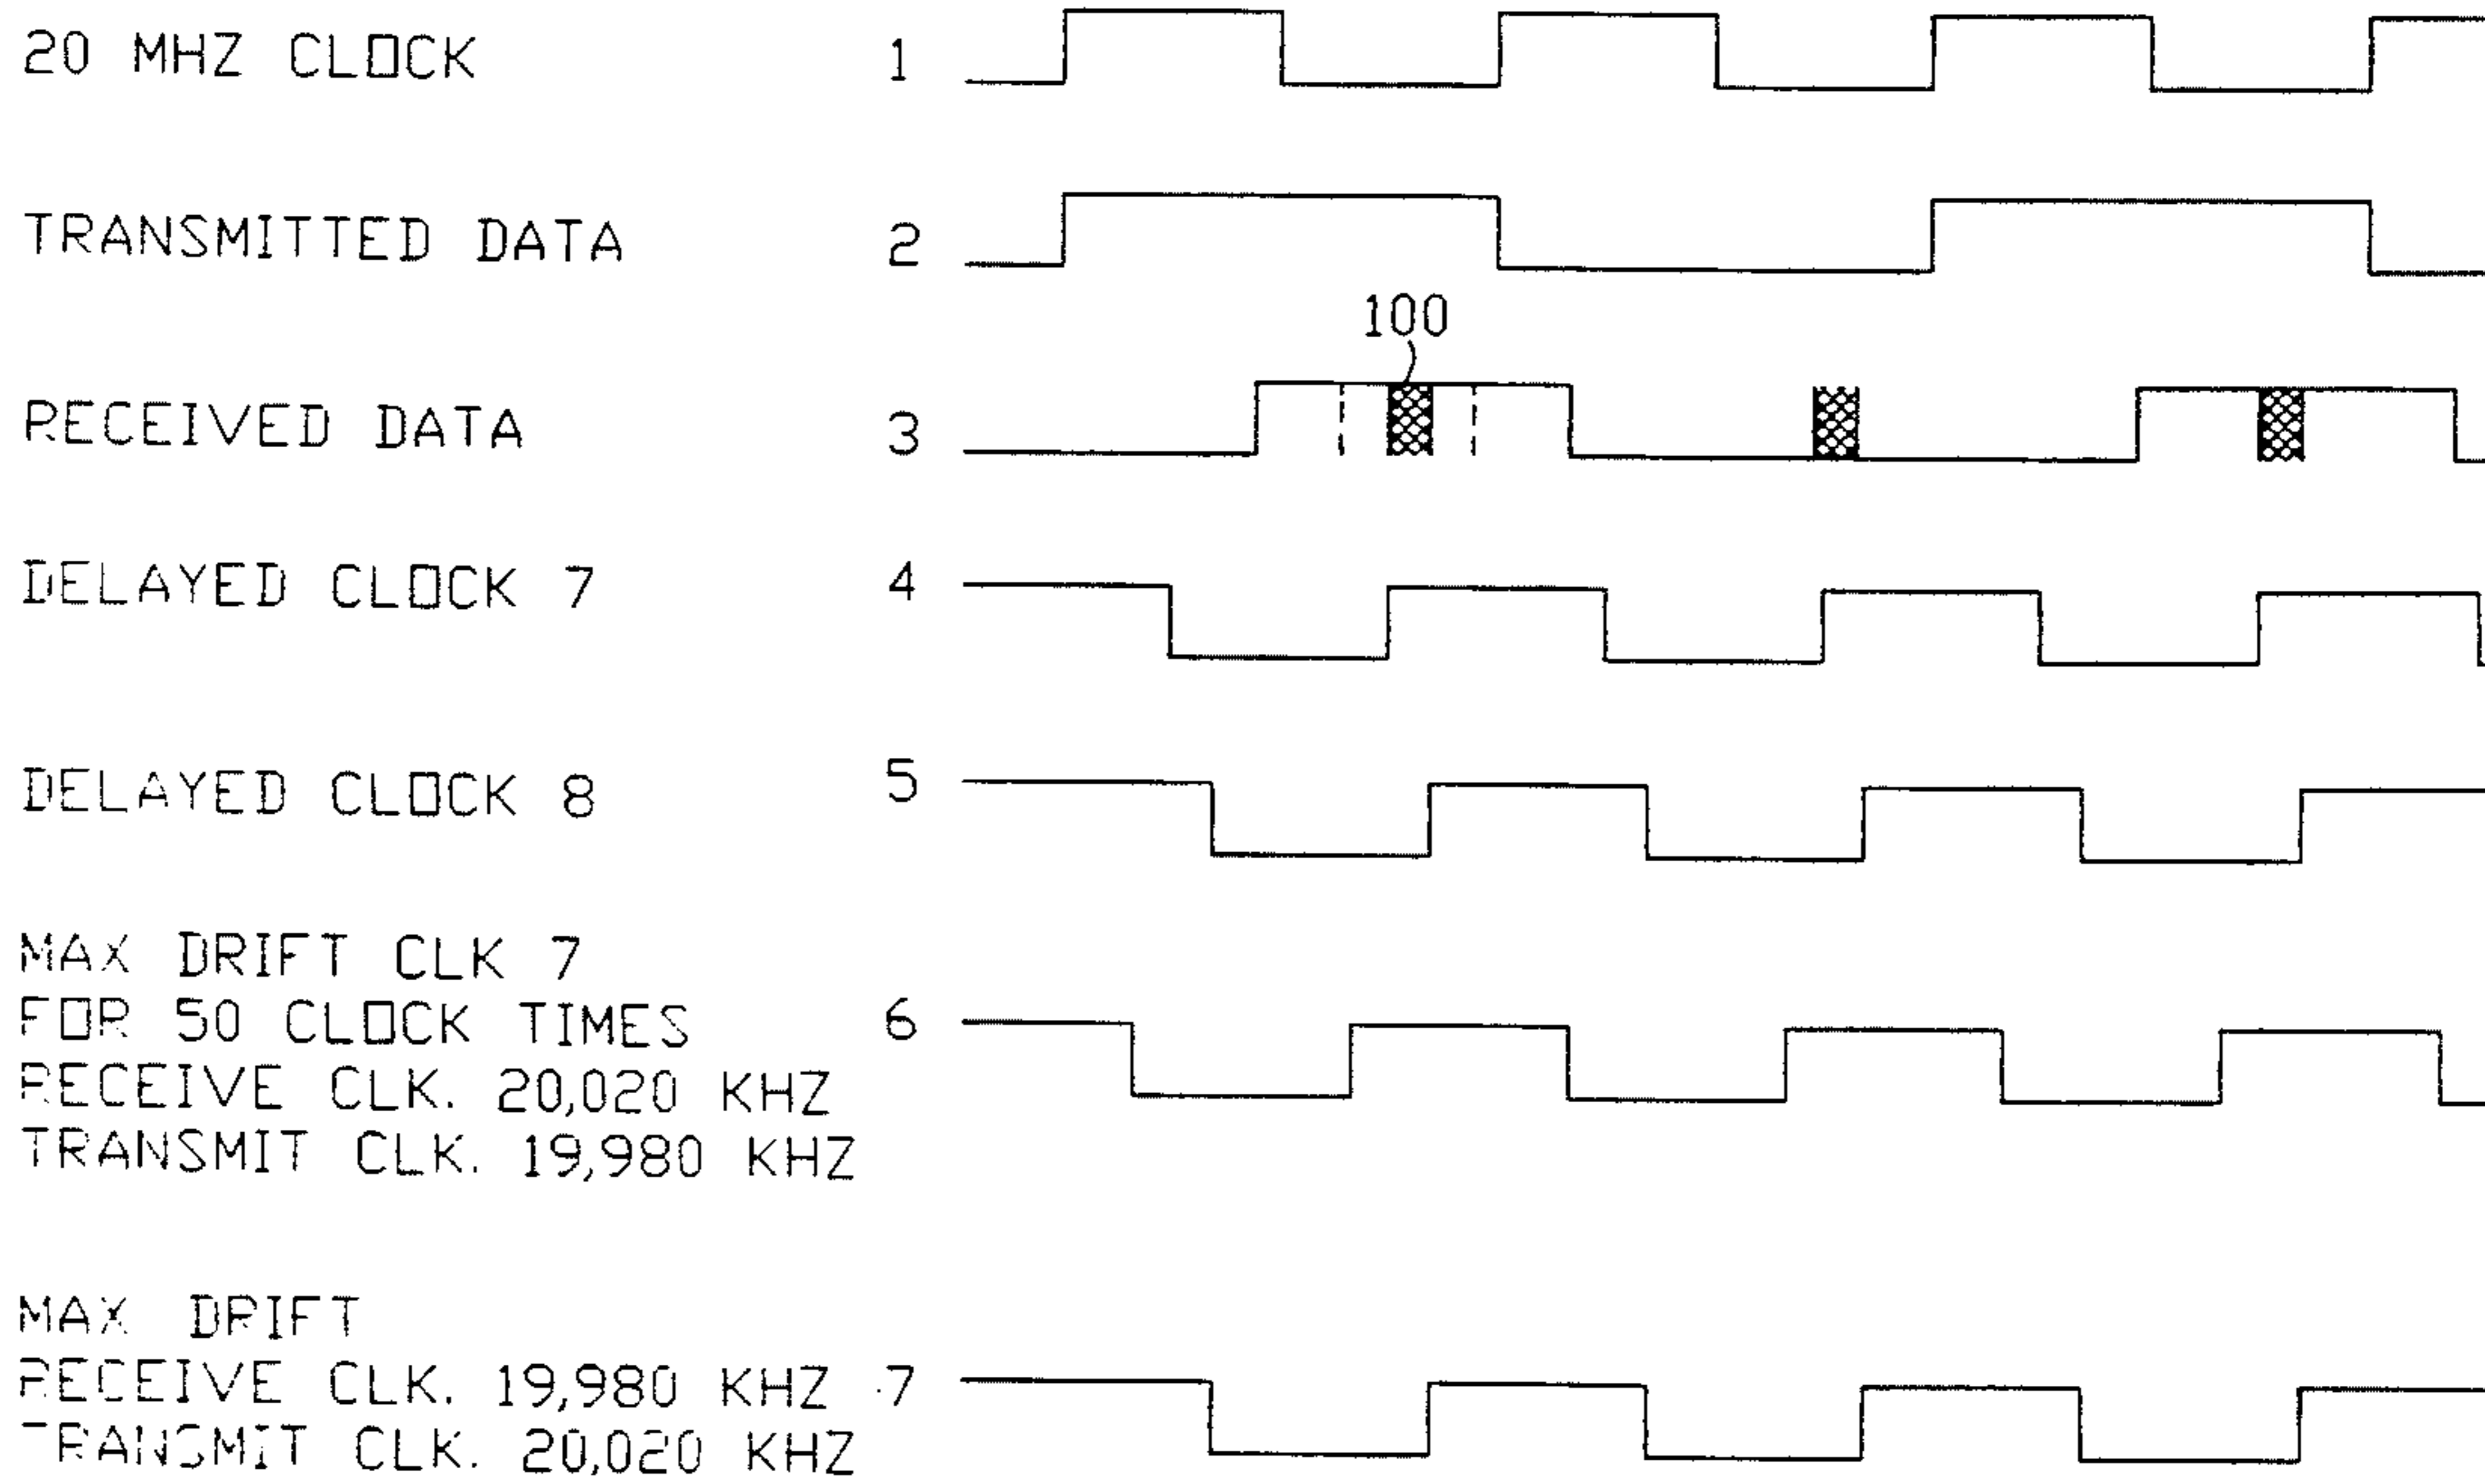 20 MHZ CLOCK 1
TRANSMITTED DATA 2
100
RECEIVED DATA 3
DELAYED CLOCK 7 4
DELAYED CLOCK 8 5
MAX DRIFT CLK 7
FOR 50 CLOCK TIMES 6
RECEIVE CLK. 20,020 KHZ
TRANSMIT CLK. 19,980 KHZ
MAX DRIFT
RECEIVE CLK. 19,980 KHZ 7
TRANSMIT CLK. 20,020 KHZ